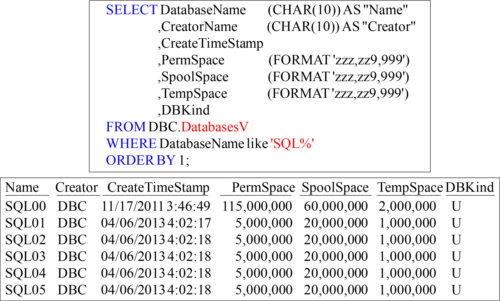 SELECT DatabaseName (CHAR(10)) AS "Name"
,CreatorName (CHAR(10)) AS "Creator"
,CreateTimeStamp
,PermSpace (FORMAT 'zzz,zz9,999')
,SpoolSpace (FORMAT 'zzz,zz9,999')
,TempSpace (FORMAT 'zzz,zz9,999')
,DBKind
FROM DBC.DatabasesV
WHERE DatabaseName like 'SQL%'
ORDER BY 1;
Name Creator CreateTimeStamp PermSpace SpoolSpace TempSpace DBKind
SQL00 DBC 11/17/2011 3:46:49 115,000,000 60,000,000 2,000,000 U
SQL01 DBC 04/06/2013 4:02:17 5,000,000 20,000,000 1,000,000 U
SQL02 DBC 04/06/2013 4:02:18 5,000,000 20,000,000 1,000,000 U
SQL03 DBC 04/06/2013 4:02:18 5,000,000 20,000,000 1,000,000 U
SQL04 DBC 04/06/2013 4:02:18 5,000,000 20,000,000 1,000,000 U
SQL05 DBC 04/06/2013 4:02:18 5,000,000 20,000,000 1,000,000 U